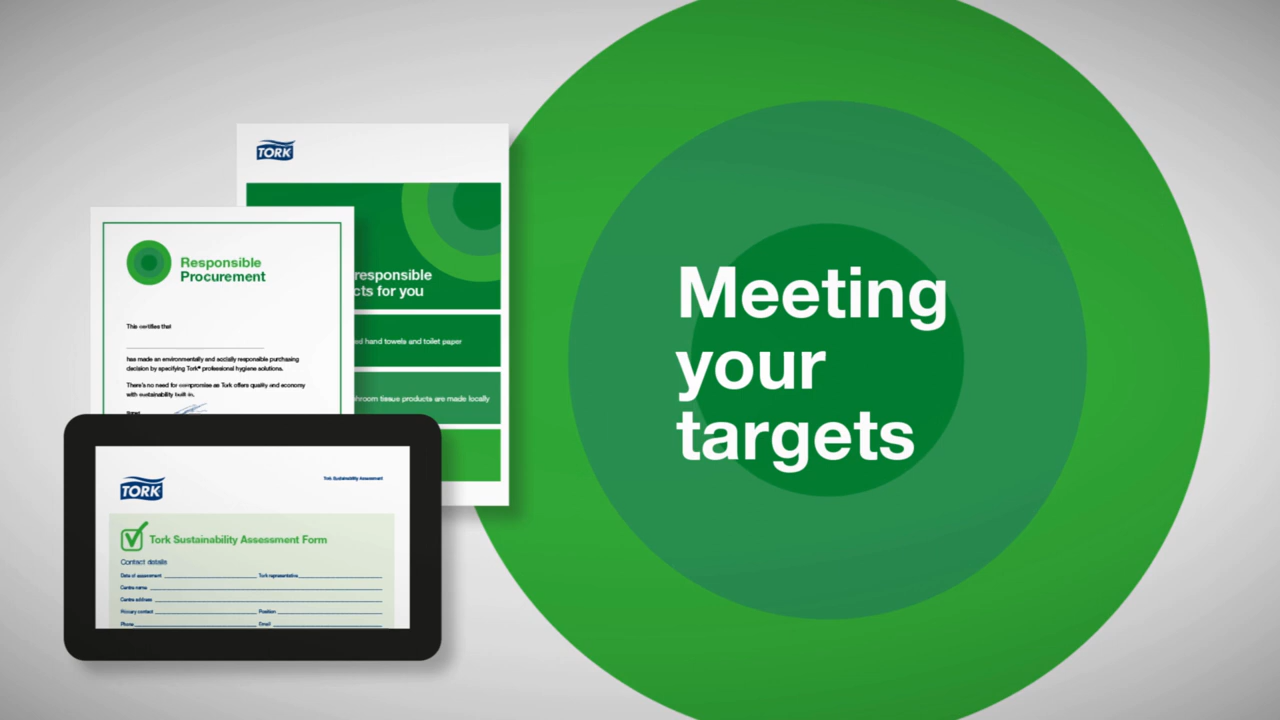 TORK
responsible
cts for you
ed hand towels and toilet paper
hroom tissue products are made locally
Responsible
Procurement
This certifies that
has made an environmentally and socially responsible purchasing
decision by specifying Tork® professional hygiene solutions.
There's no need for compromise as Tork offers quality and economy
with sustainability built-in.
Signed
TORK
Tork Sustainability Assessment
Tork Sustainability Assessment Form
Contact details
Date of assessment
Tork representative
Centre name
Centre address
Primary contact
Position
Phone
Email
Meeting
your
targets